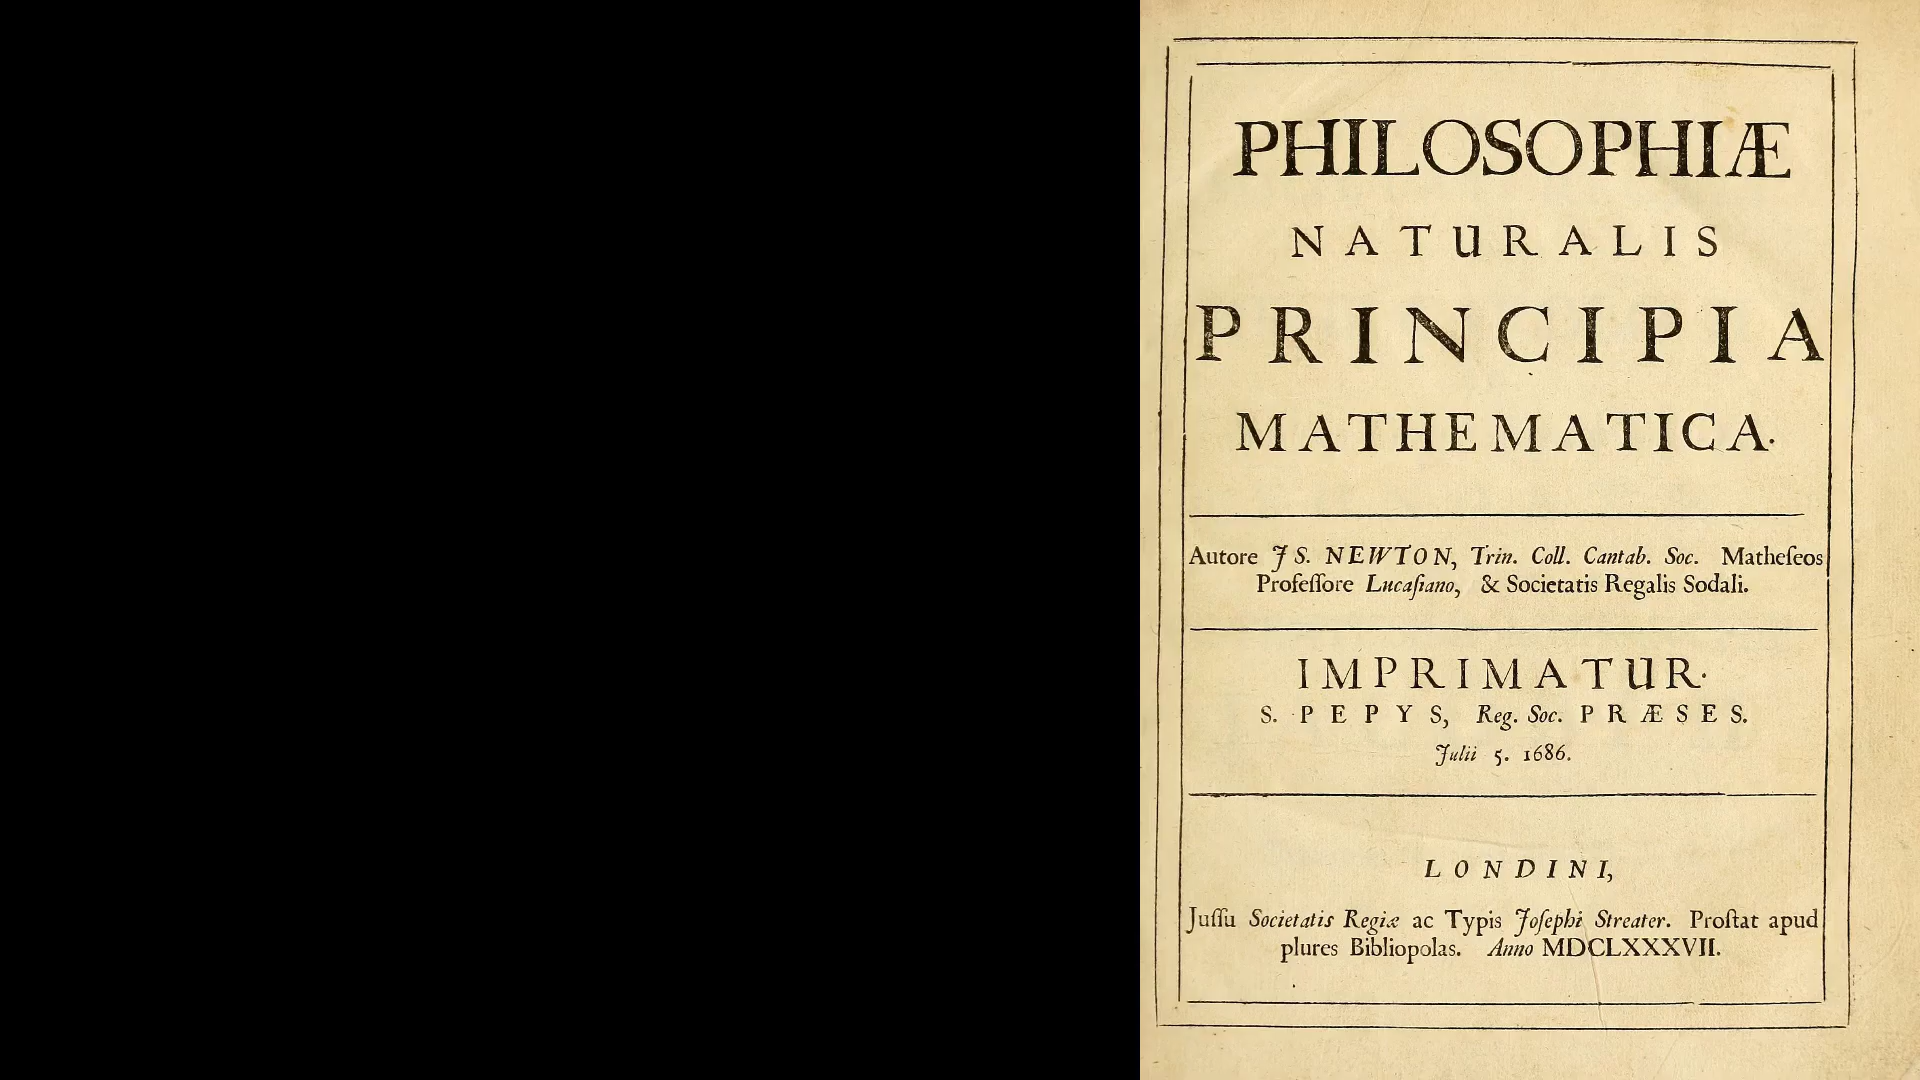 PHILOSOPHIÆ
NATURALIS
PRINCIPIA
MATHEMATICA.
Autore J S. NEWTON, Trin. Coll. Cantab. Soc. Matheſeos
Profeſſore Lucaſiano, & Societatis Regalis Sodali.
IMPRIMATUR.
S. PEPYS, Reg. Soc. PRÆSES.
Julii 5. 1686.
LONDINI,
Juſſu Societatis Regiæ ac Typis Joſephi Streater. Proſtat apud
plures Bibliopolas. Anno MDCLXXXVII.